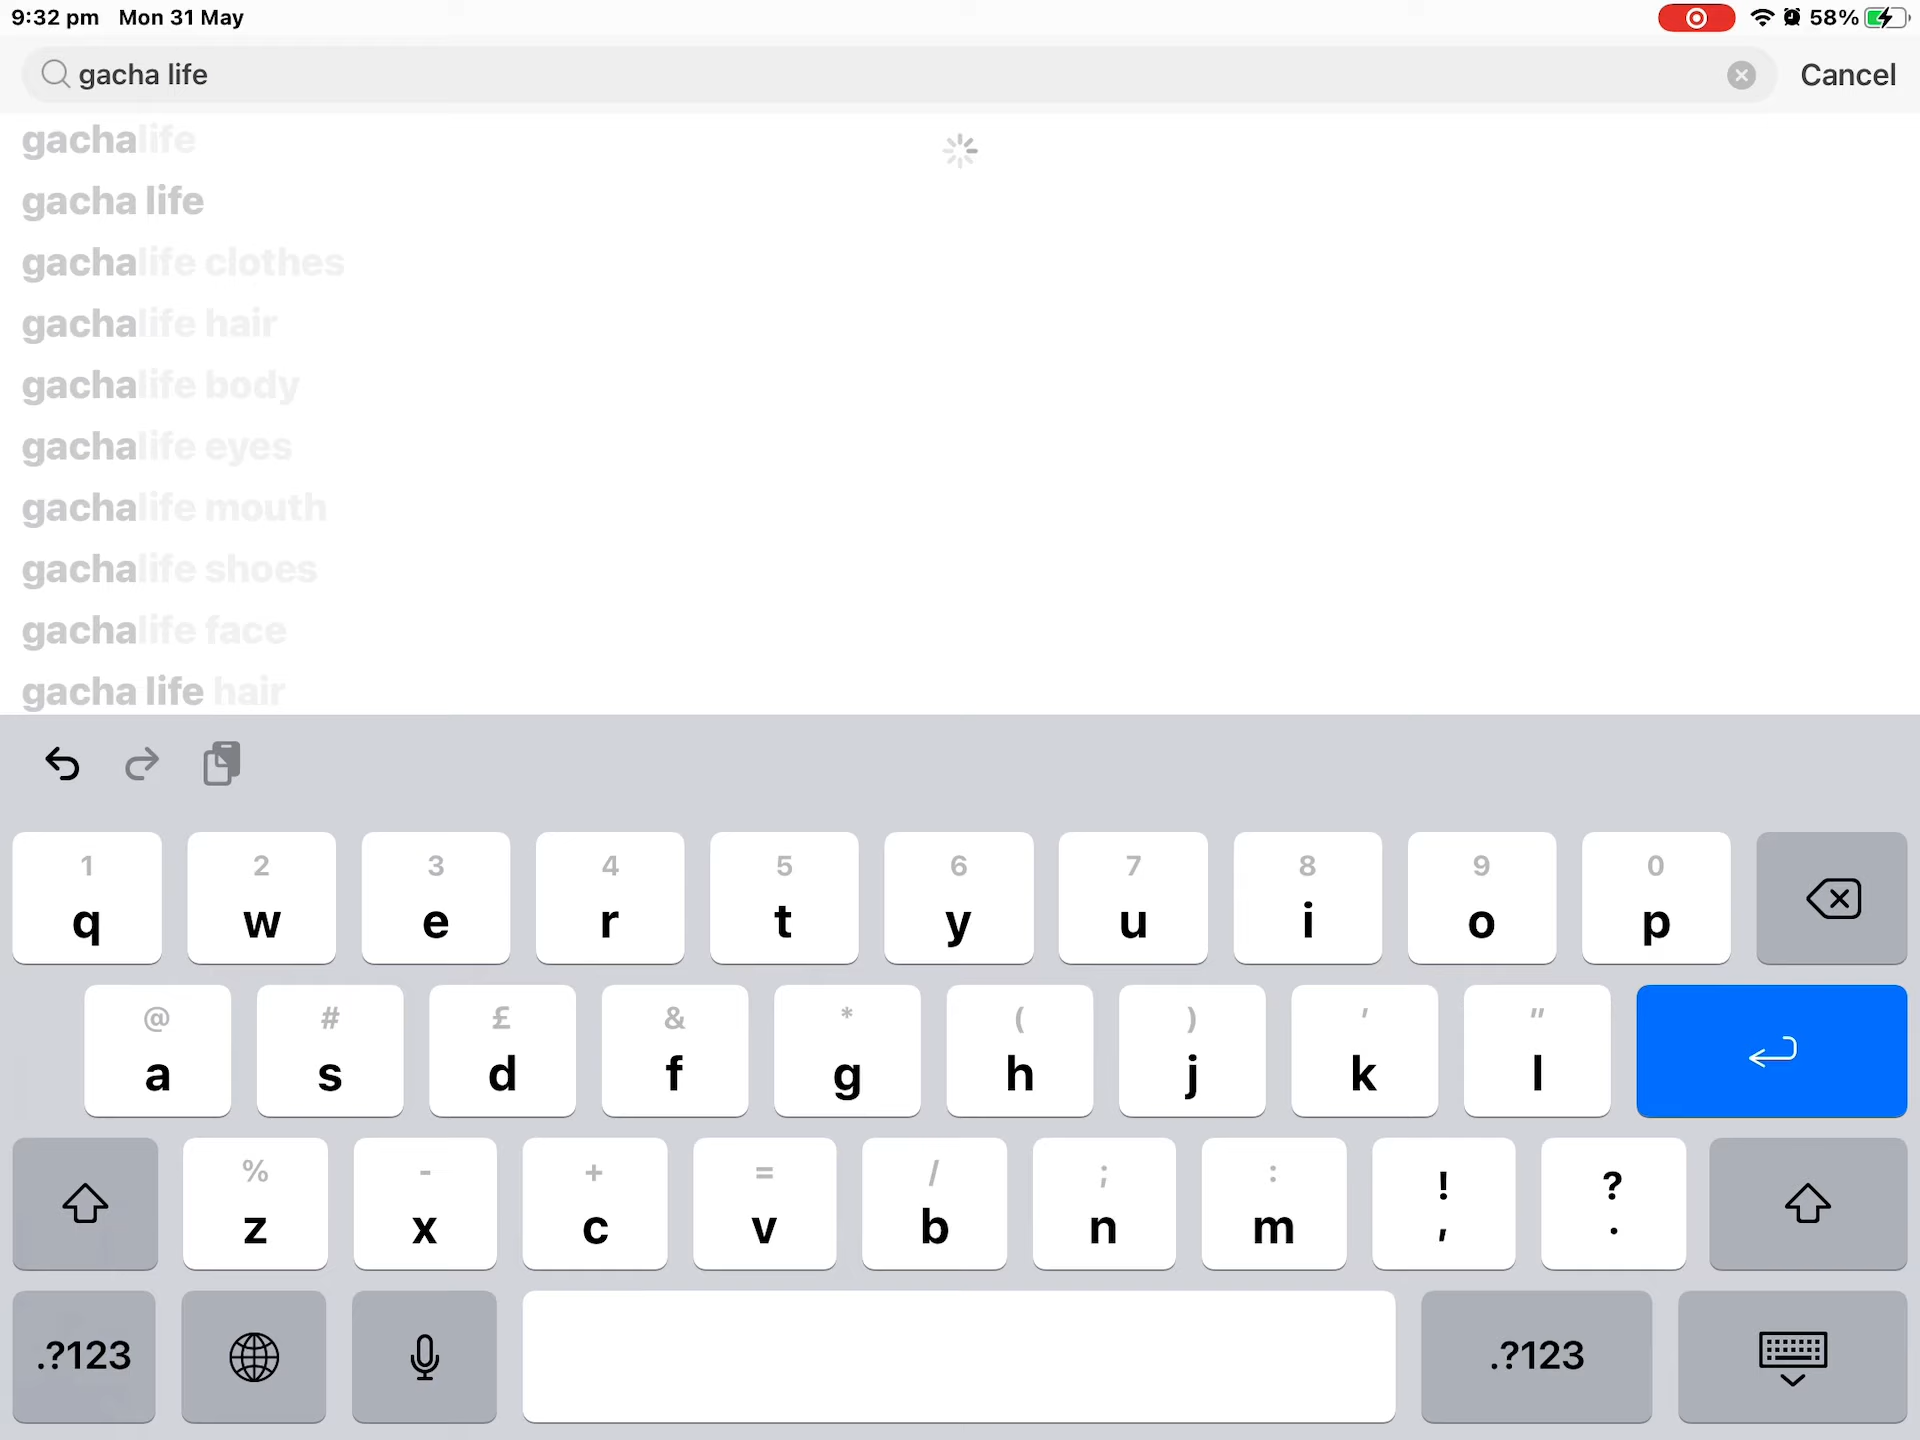 9:32 pm Mon 31 May 58%
gacha life Cancel
gachalife
gacha life
gachalife clothes
gachalife hair
gachalife body
gachalife eyes
gachalife mouth
gachalife shoes
gachalife face
gacha life hair
1 2 3 4 5 6 7 8 9 0
q w e r t y u i o p
@ # £ & * ( ) ' "
a s d f g h j k l
% - + = / ; : ! ?
z x c v b n m , .
.?123 .?123